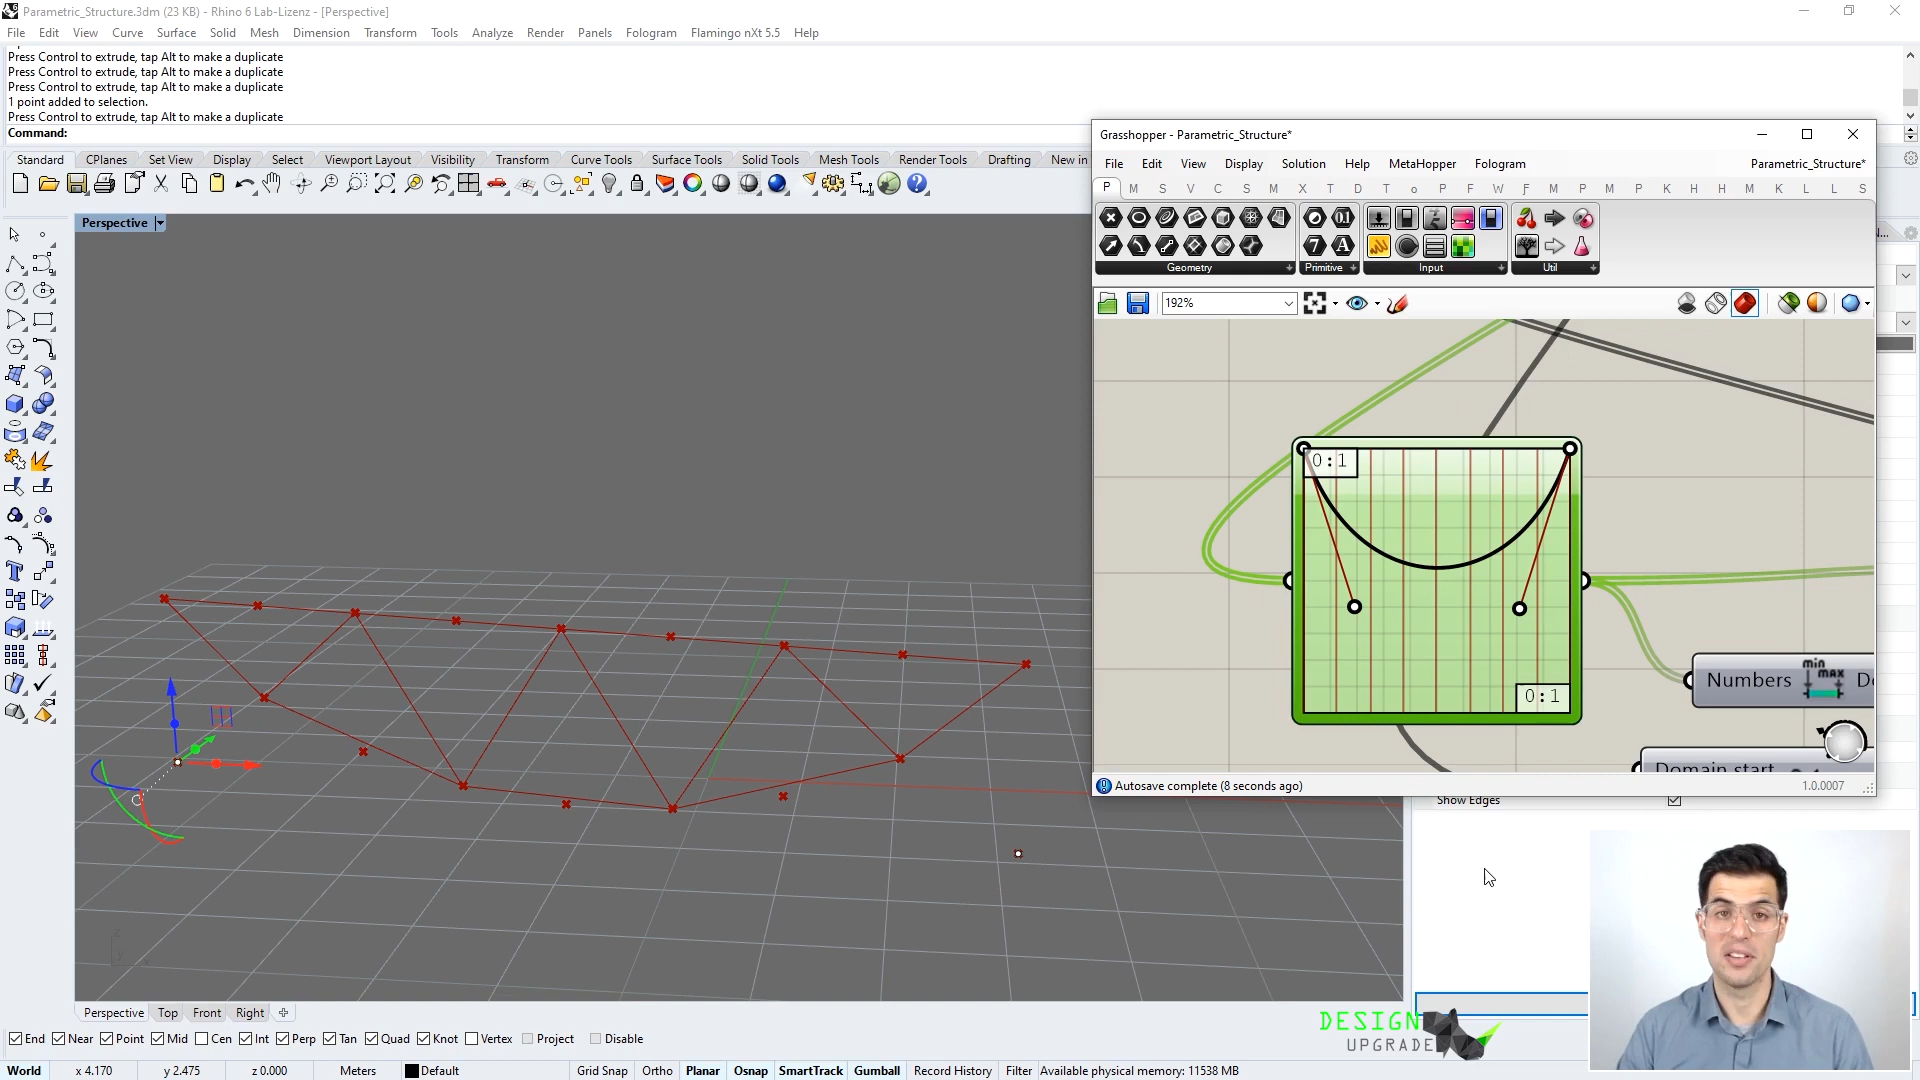 Parametric_Structure.3dm (23 KB) - Rhino 6 Lab-Lizenz - [Perspective]
File Edit View Curve Surface Solid Mesh Dimension Transform Tools Analyze Render Panels Fologram Flamingo nXt 5.5 Help
Press Control to extrude, tap Alt to make a duplicate
Press Control to extrude, tap Alt to make a duplicate
Press Control to extrude, tap Alt to make a duplicate
1 point added to selection.
Press Control to extrude, tap Alt to make a duplicate
Command:
Standard CPlanes Set View Display Select Viewport Layout Visibility Transform Curve Tools Surface Tools Solid Tools Mesh Tools Render Tools Drafting New in
Perspective
Grasshopper - Parametric_Structure*
File Edit View Display Solution Help MetaHopper Fologram Parametric_Structure*
P M S V C S M X T D T o P F W F M P M P K H H M K L L S
Geometry Primitive Input Util
192%
0:1
0:1
Numbers
min
max
Domain start
Autosave complete (8 seconds ago) 1.0.0007
Show Edges
DESIGN
UPGRADE
Perspective Top Front Right
End Near Point Mid Cen Int Perp Tan Quad Knot Vertex Project Disable
World x 4.170 y 2.475 z 0.000 Meters Default Grid Snap Ortho Planar Osnap SmartTrack Gumball Record History Filter Available physical memory: 11538 MB